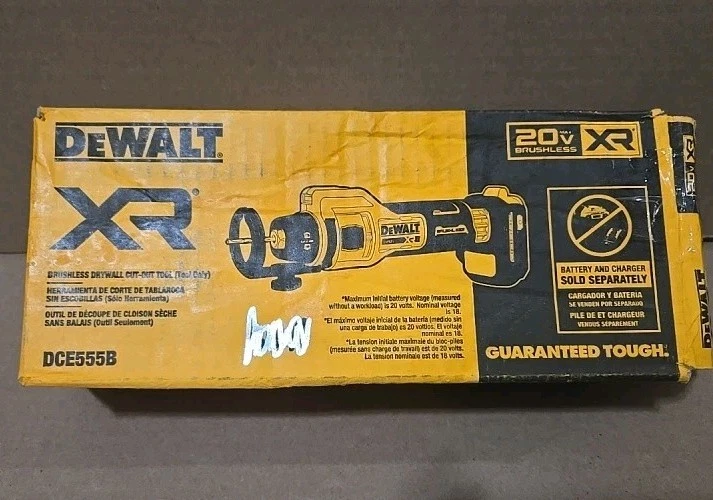 DEWALT®
XR®
BRUSHLESS DRYWALL CUT-OUT TOOL (Tool Only)
HERRAMIENTA DE CORTE DE TABLAROCA
SIN ESCOBILLAS (Sólo Herramienta)
OUTIL DE DÉCOUPE DE CLOISON SÈCHE
SANS BALAIS (Outil Seulement)
DCE555B
DEWALT
XR
*Maximum initial battery voltage (measured
without a workload) is 20 volts. Nominal voltage
is 18.
*El máximo voltaje inicial de la batería (medido sin
una carga de trabajo) es 20 voltios. El voltaje
nominal es 18.
*La tension initiale maximale du bloc-piles
(mesurée sans charge de travail) est de 20 volts.
La tension nominale est de 18 volts.
20V MAX*
BRUSHLESS
XR®
BATTERY AND CHARGER
SOLD SEPARATELY
CARGADOR Y BATERIA
SE VENDEN POR SEPARADO
PILE DE ET CHARGEUR
VENDUS SÉPAREMENT
GUARANTEED TOUGH.®
20V XR
DEWALT